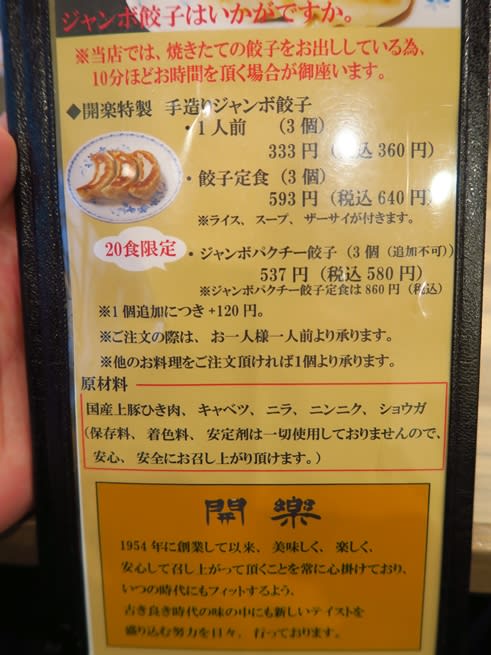 ジャンボ餃子はいかがですか。
※当店では、焼きたての餃子をお出ししている為、
10分ほどお時間を頂く場合が御座います。
◆開楽特製 手造りジャンボ餃子
・1人前 (3個)
333円(税込360円)
・餃子定食(3個)
593円(税込640円)
※ライス、スープ、ザーサイが付きます。
20食限定
・ジャンボパクチー餃子(3個(追加不可))
537円(税込580円)
※ジャンボパクチー餃子定食は860円(税込)
※1個追加につき+120円。
※ご注文の際は、お一人様一人前より承ります。
※他のお料理をご注文頂ければ1個より承ります。
原材料
国産上豚ひき肉、キャベツ、ニラ、ニンニク、ショウガ
(保存料、着色料、安定剤は一切使用しておりませんので、
安心、安全にお召し上がり頂けます。)
開楽
1954年に創業して以来、美味しく、楽しく、
安心して召し上がって頂くことを常に心掛けており、
いつの時代にもフィットするよう、
古き良き時代の味の中にも新しいテイストを
盛り込む努力を日々、行っております。